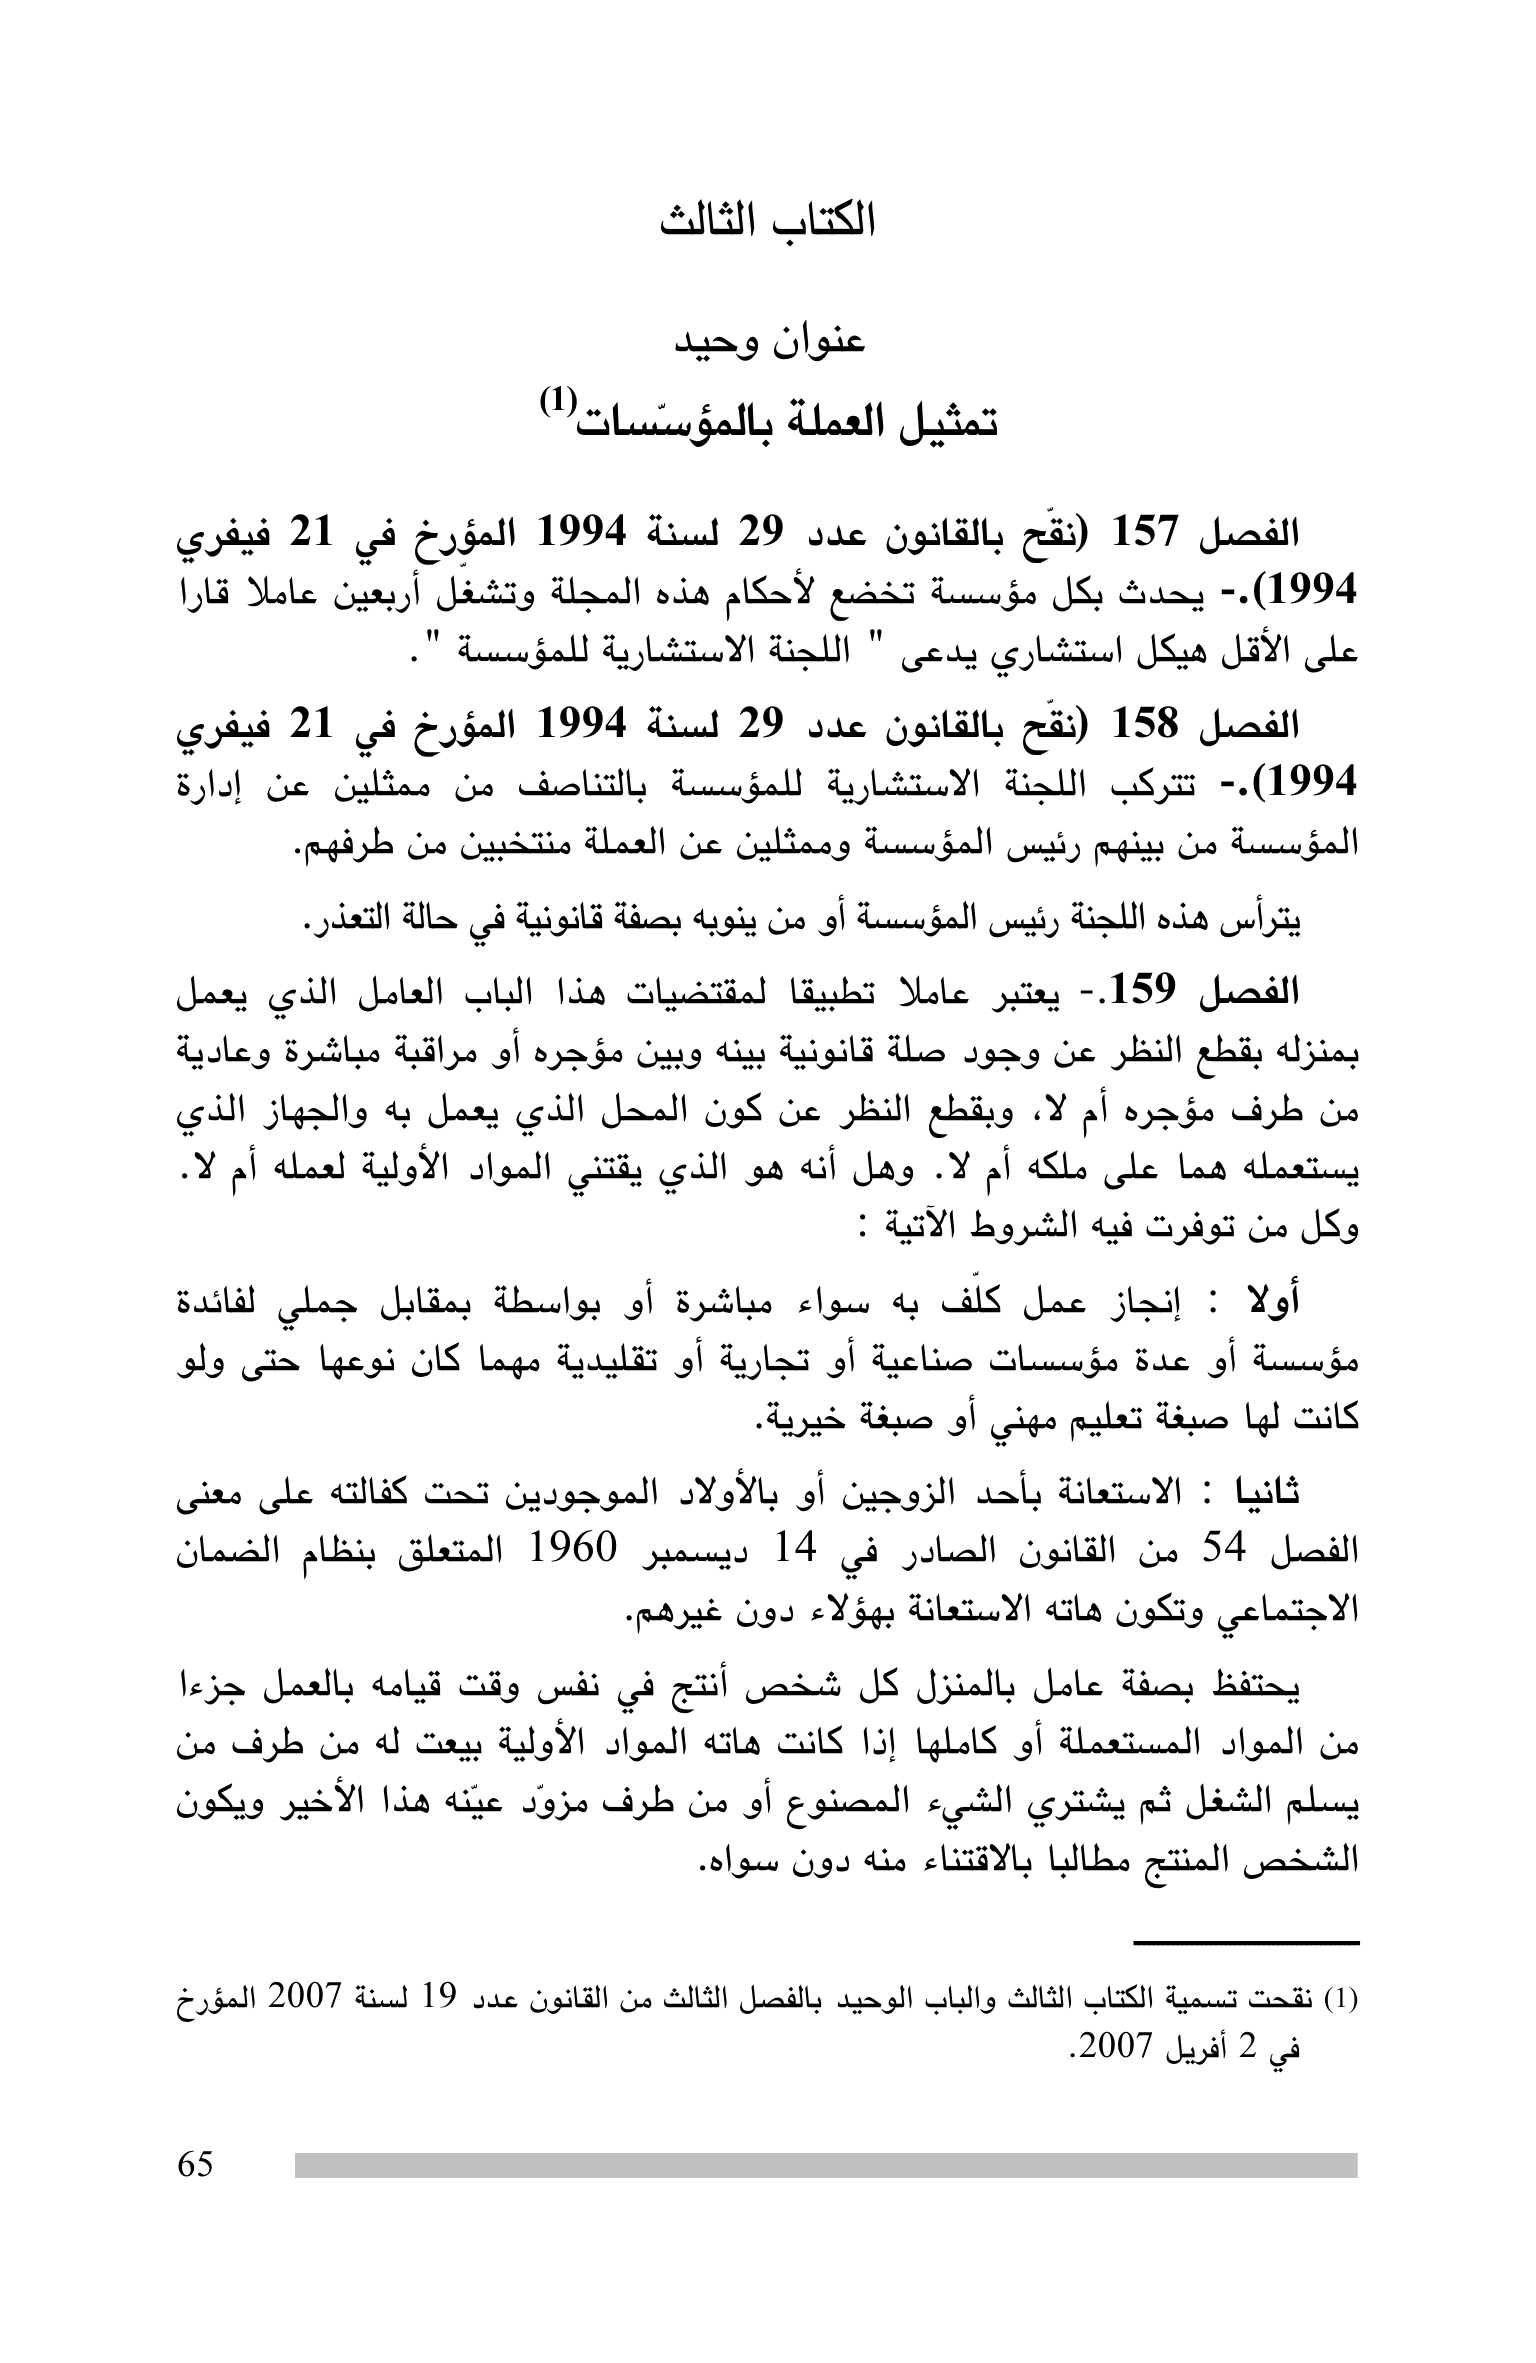 الكتاب الثالث
عنوان وحيد
تمثيل العملة بالمؤسّسات(1)
الفصل 157 (نقّح بالقانون عدد 29 لسنة 1994 المؤرخ في 21 فيفري
1994).- يحدث بكل مؤسسة تخضع لأحكام هذه المجلة وتشغّل أربعين عاملا قارا
على الأقل هيكل استشاري يدعى " اللجنة الاستشارية للمؤسسة ".
الفصل 158 (نقّح بالقانون عدد 29 لسنة 1994 المؤرخ في 21 فيفري
1994).- تتركب اللجنة الاستشارية للمؤسسة بالتناصف من ممثلين عن إدارة
المؤسسة من بينهم رئيس المؤسسة وممثلين عن العملة منتخبين من طرفهم.
يترأس هذه اللجنة رئيس المؤسسة أو من ينوبه بصفة قانونية في حالة التعذر.
الفصل 159.- يعتبر عاملا تطبيقا لمقتضيات هذا الباب العامل الذي يعمل
بمنزله بقطع النظر عن وجود صلة قانونية بينه وبين مؤجره أو مراقبة مباشرة وعادية
من طرف مؤجره أم لا، وبقطع النظر عن كون المحل الذي يعمل به والجهاز الذي
يستعمله هما على ملكه أم لا. وهل أنه هو الذي يقتني المواد الأولية لعمله أم لا.
وكل من توفرت فيه الشروط الآتية :
أولا : إنجاز عمل كلّف به سواء مباشرة أو بواسطة بمقابل جملي لفائدة
مؤسسة أو عدة مؤسسات صناعية أو تجارية أو تقليدية مهما كان نوعها حتى ولو
كانت لها صبغة تعليم مهني أو صبغة خيرية.
ثانيا : الاستعانة بأحد الزوجين أو بالأولاد الموجودين تحت كفالته على معنى
الفصل 54 من القانون الصادر في 14 ديسمبر 1960 المتعلق بنظام الضمان
الاجتماعي وتكون هاته الاستعانة بهؤلاء دون غيرهم.
يحتفظ بصفة عامل بالمنزل كل شخص أنتج في نفس وقت قيامه بالعمل جزءا
من المواد المستعملة أو كاملها إذا كانت هاته المواد الأولية بيعت له من طرف من
يسلم الشغل ثم يشتري الشيء المصنوع أو من طرف مزوّد عيّنه هذا الأخير ويكون
الشخص المنتج مطالبا بالاقتناء منه دون سواه.
(1) نقحت تسمية الكتاب الثالث والباب الوحيد بالفصل الثالث من القانون عدد 19 لسنة 2007 المؤرخ
في 2 أفريل 2007.
65